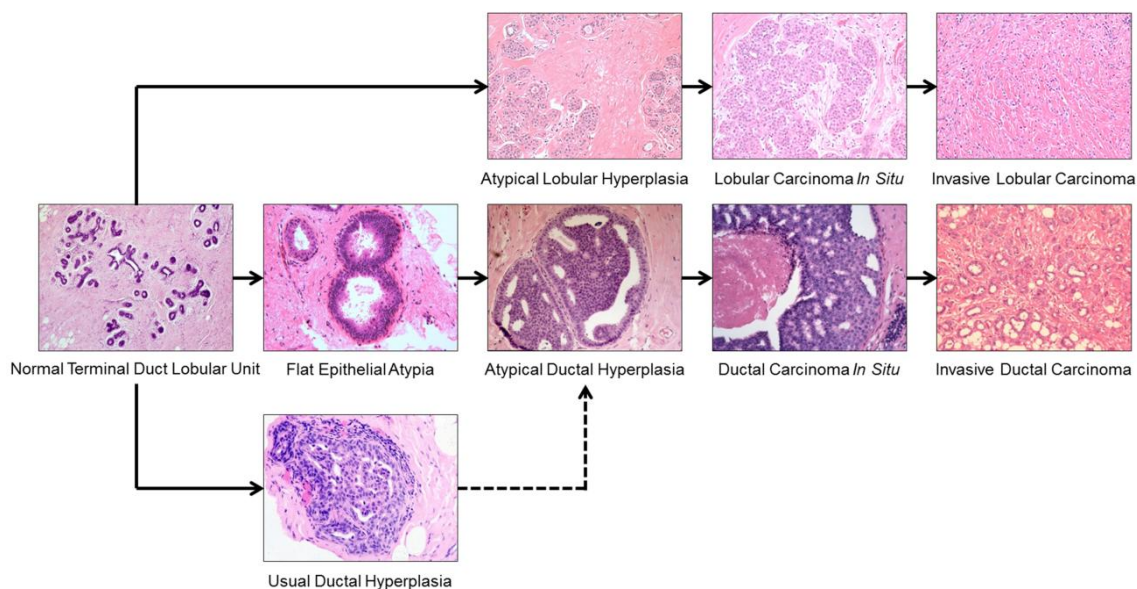 Atypical Lobular Hyperplasia
Lobular Carcinoma In Situ
Invasive Lobular Carcinoma
Normal Terminal Duct Lobular Unit
Flat Epithelial Atypia
Atypical Ductal Hyperplasia
Ductal Carcinoma In Situ
Invasive Ductal Carcinoma
Usual Ductal Hyperplasia